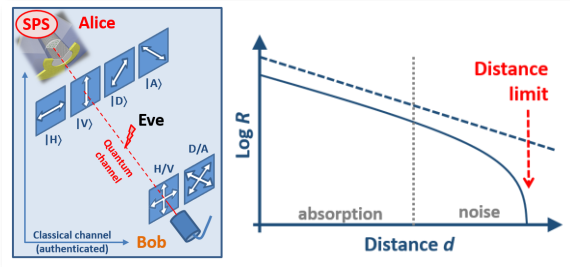 SPS
Alice
|H⟩
|V⟩
|D⟩
|A⟩
Eve
Quantum
channel
H/V
D/A
Classical channel
(authenticated)
Bob
Log R
Distance
limit
absorption
noise
Distance d